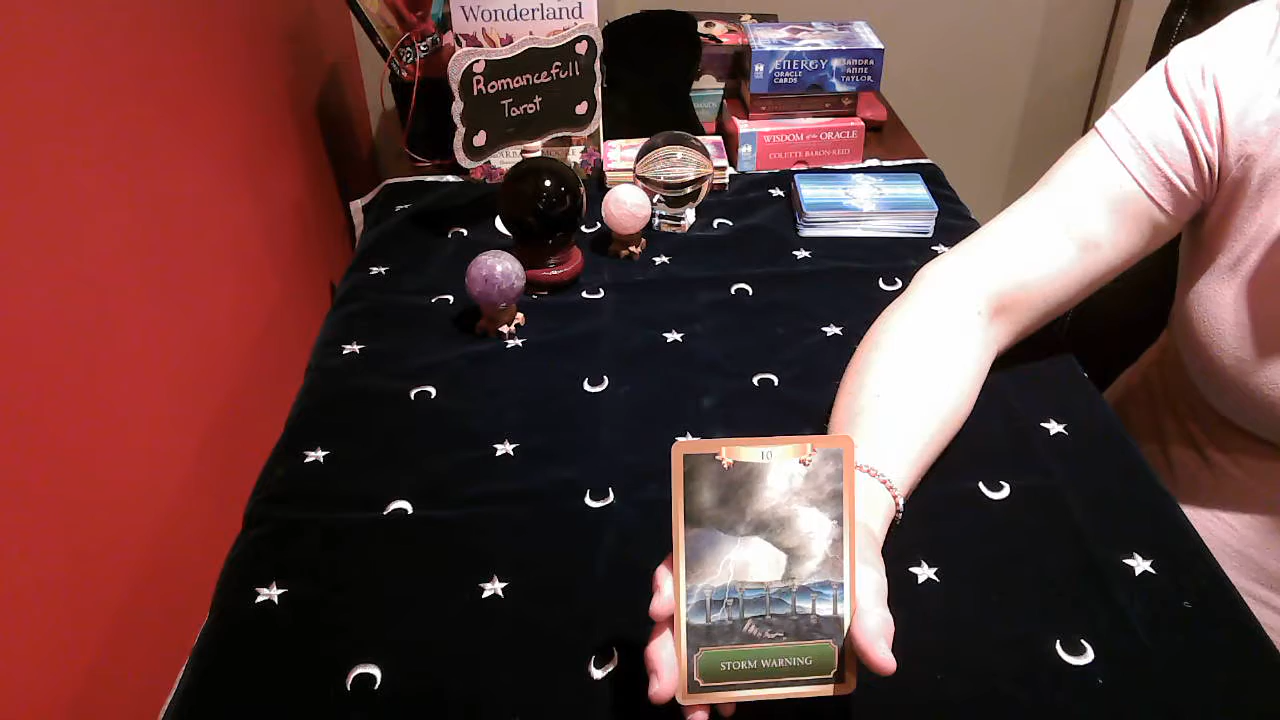 Wonderland
Romancefull
Tarot
ENERGY
ORACLE
CARDS
SANDRA
ANNE
TAYLOR
WISDOM of the ORACLE
COLETTE BARON-REID
10
STORM WARNING